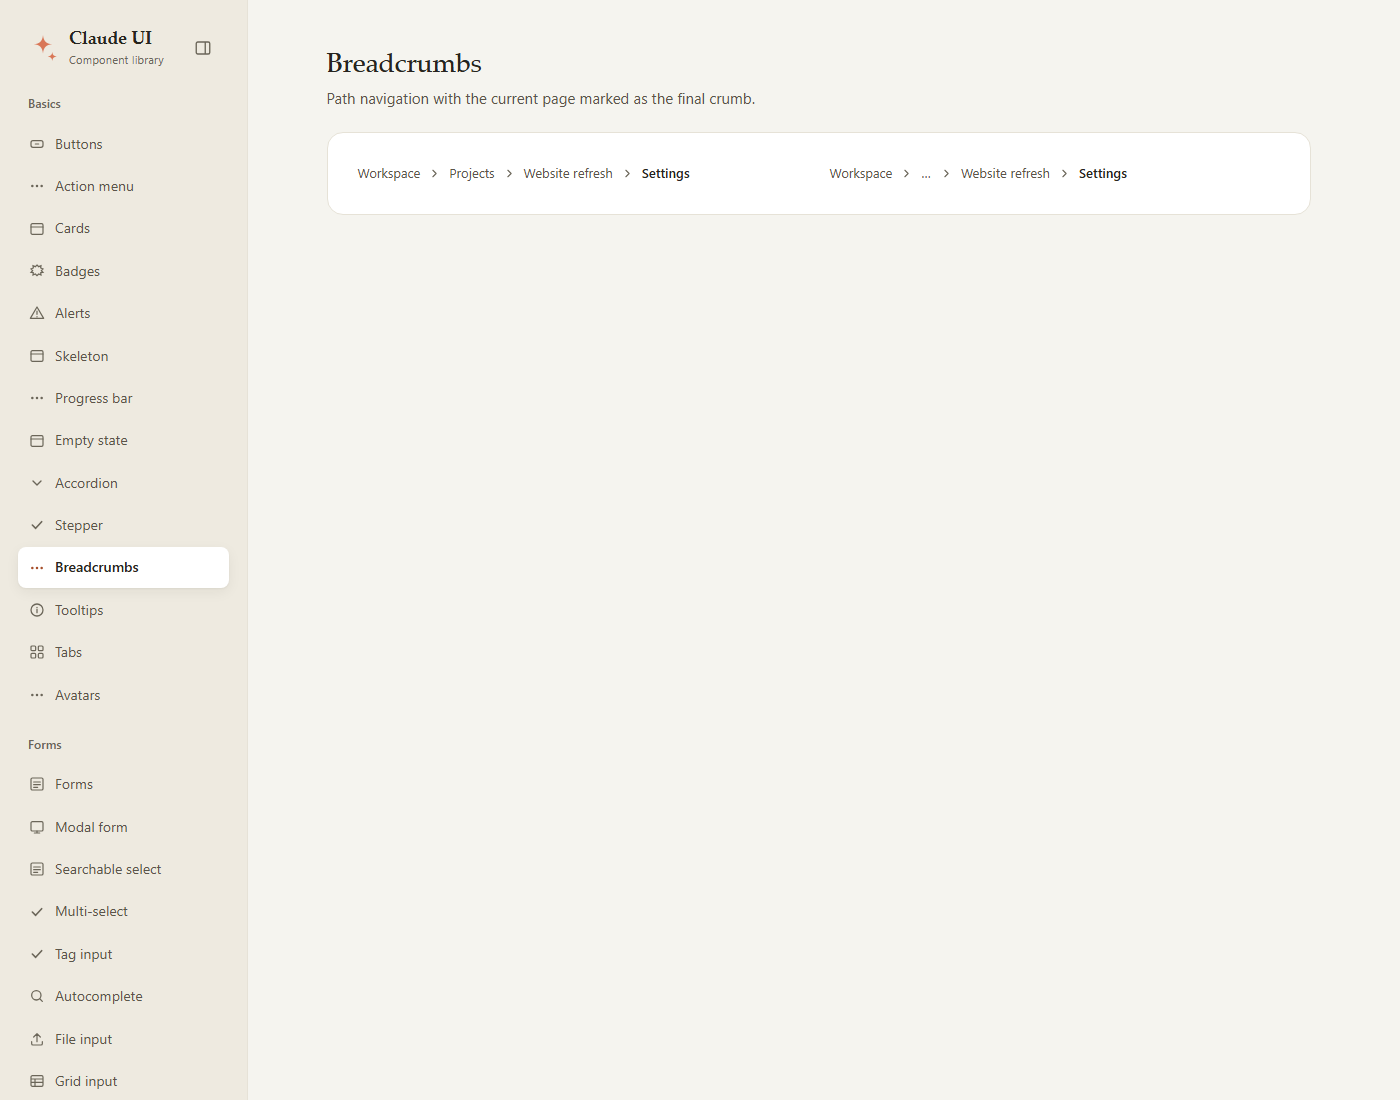 Claude UI
Component library
Basics
Buttons
Action menu
Cards
Badges
Alerts
Skeleton
Progress bar
Empty state
Accordion
Stepper
Breadcrumbs
Tooltips
Tabs
Avatars
Forms
Forms
Modal form
Searchable select
Multi-select
Tag input
Autocomplete
File input
Grid input
Breadcrumbs
Path navigation with the current page marked as the final crumb.
Workspace > Projects > Website refresh > Settings
Workspace > ... > Website refresh > Settings